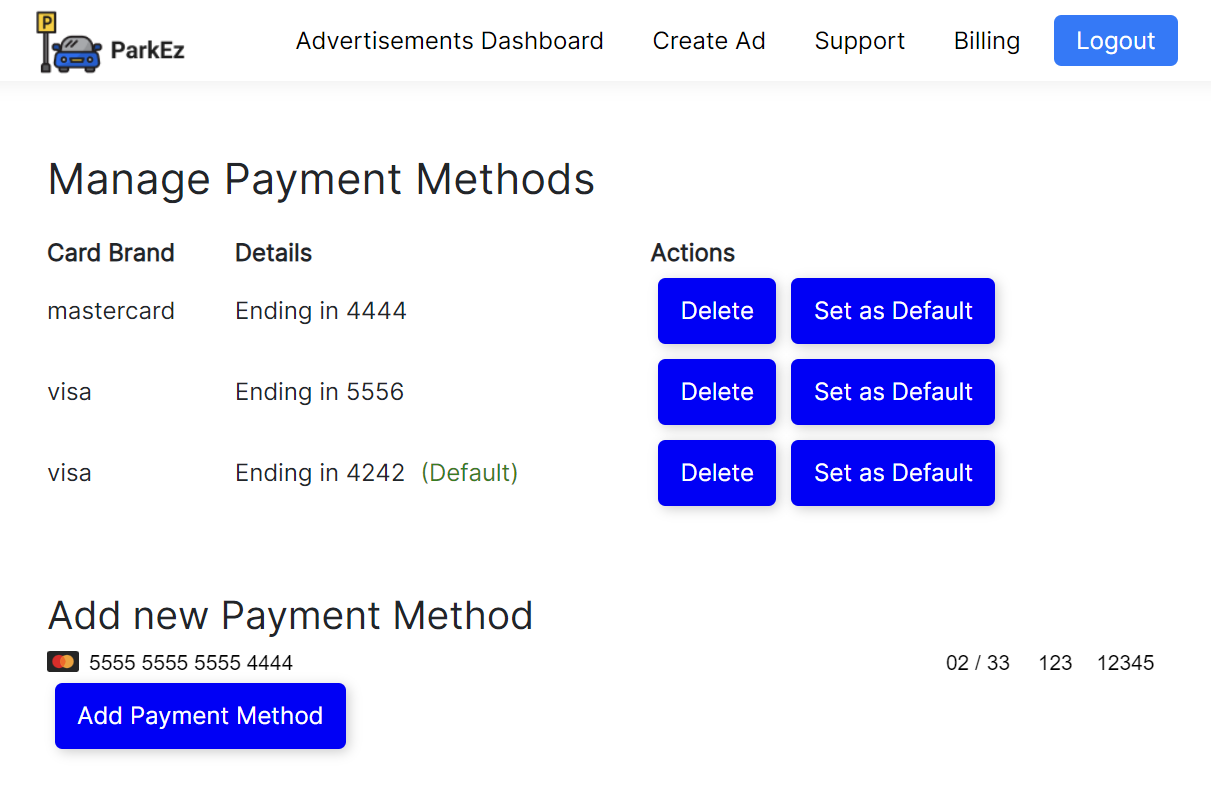 P ParkEz Advertisements Dashboard Create Ad Support Billing Logout
Manage Payment Methods
Card Brand Details Actions
mastercard Ending in 4444 Delete Set as Default
visa Ending in 5556 Delete Set as Default
visa Ending in 4242 (Default) Delete Set as Default
Add new Payment Method
5555 5555 5555 4444 02 / 33 123 12345
Add Payment Method